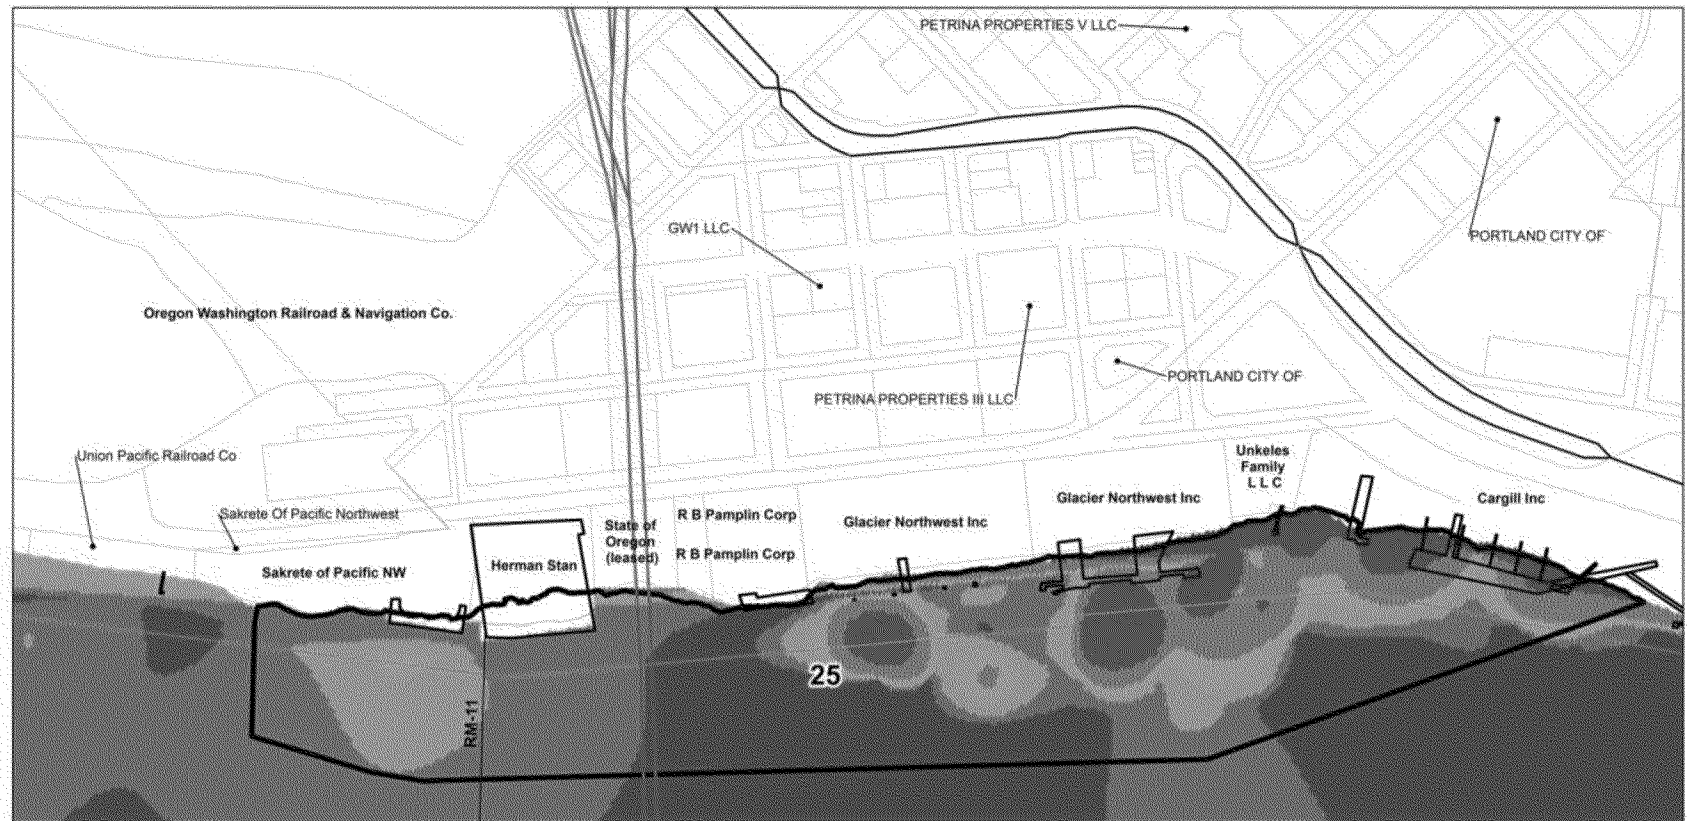 PETRINA PROPERTIES V LLC
GW1 LLC
PORTLAND CITY OF
Oregon Washington Railroad & Navigation Co.
PORTLAND CITY OF
PETRINA PROPERTIES III LLC
Union Pacific Railroad Co
Unkeles
Family
L L C
Glacier Northwest Inc
Cargill Inc
Sakrete Of Pacific Northwest
State of
Oregon
(leased)
R B Pamplin Corp
Glacier Northwest Inc
R B Pamplin Corp
Herman Stan
Sakrete of Pacific NW
25
RM-11